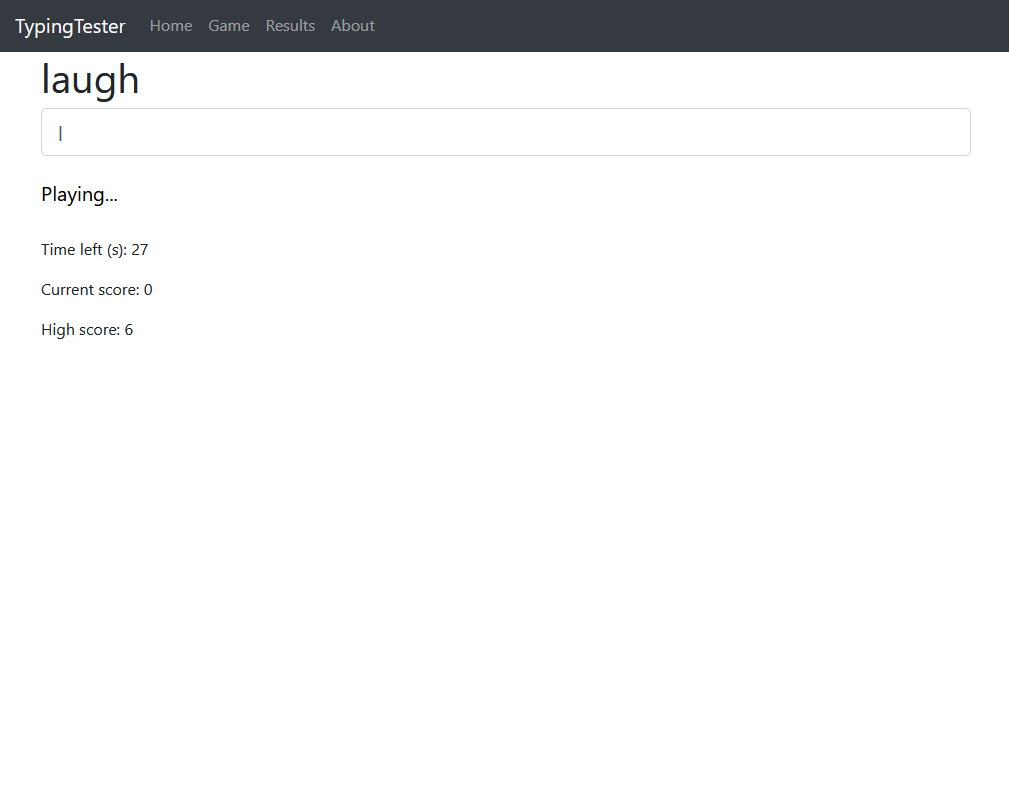 TypingTester Home Game Results About
laugh
Playing...
Time left (s): 27
Current score: 0
High score: 6